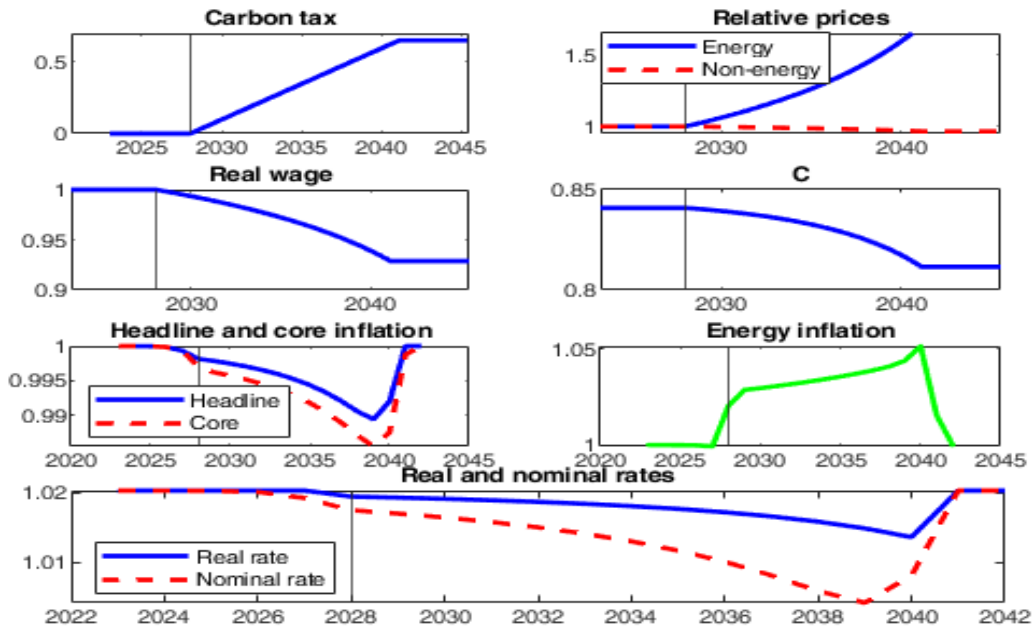 Carbon tax
0.5
0
2025 2030 2035 2040 2045
Relative prices
1.5
1
Energy
Non-energy
2030 2040
Real wage
1
0.95
0.9
2030 2040
C
0.85
0.8
2030 2040
Headline and core inflation
1
0.995
0.99
Headline
Core
2020 2025 2030 2035 2040 2045
Energy inflation
1.05
1
2020 2025 2030 2035 2040 2045
Real and nominal rates
1.02
1.01
Real rate
Nominal rate
2022 2024 2026 2028 2030 2032 2034 2036 2038 2040 2042